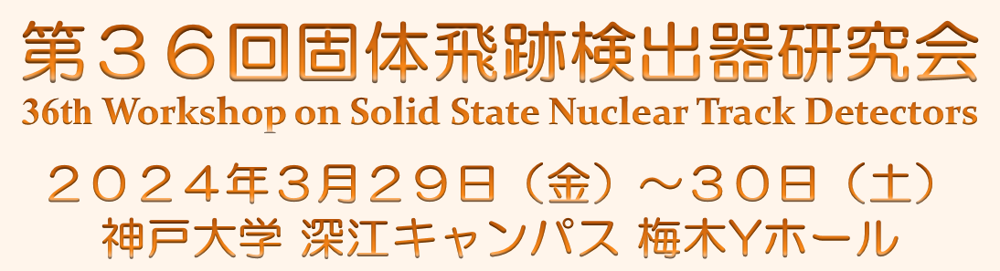 第３６回固体飛跡検出器研究会
36th Workshop on Solid State Nuclear Track Detectors
２０２４年３月２９日（金）～３０日（土）
神戸大学 深江キャンパス 梅木Yホール